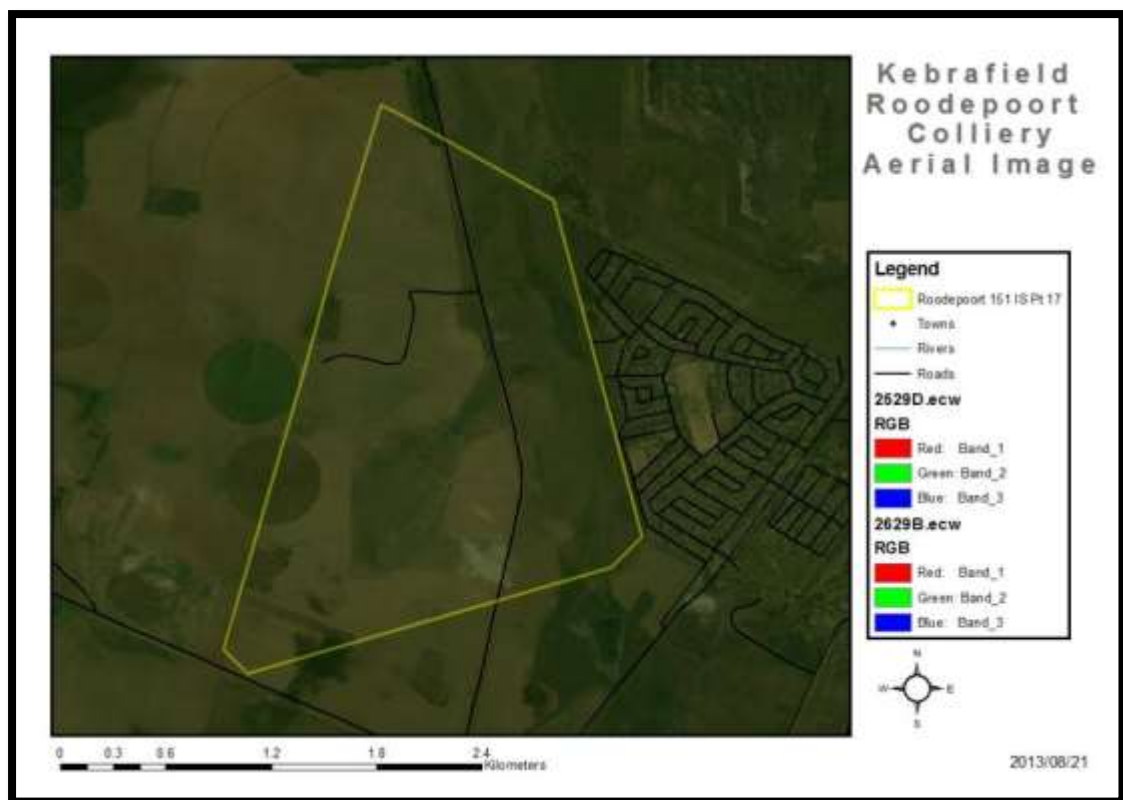 Kebrafield
Roodepoort
Colliery
Aerial Image
Legend
Roodepoort 151 IS Pt 17
Towns
Rivers
Roads
2529D.ecw
RGB
Red: Band_1
Green: Band_2
Blue: Band_3
2629B.ecw
RGB
Red: Band_1
Green: Band_2
Blue: Band_3
N
W E
S
0 0.3 0.6 1.2 1.8 2.4
Kilometers
2013/08/21